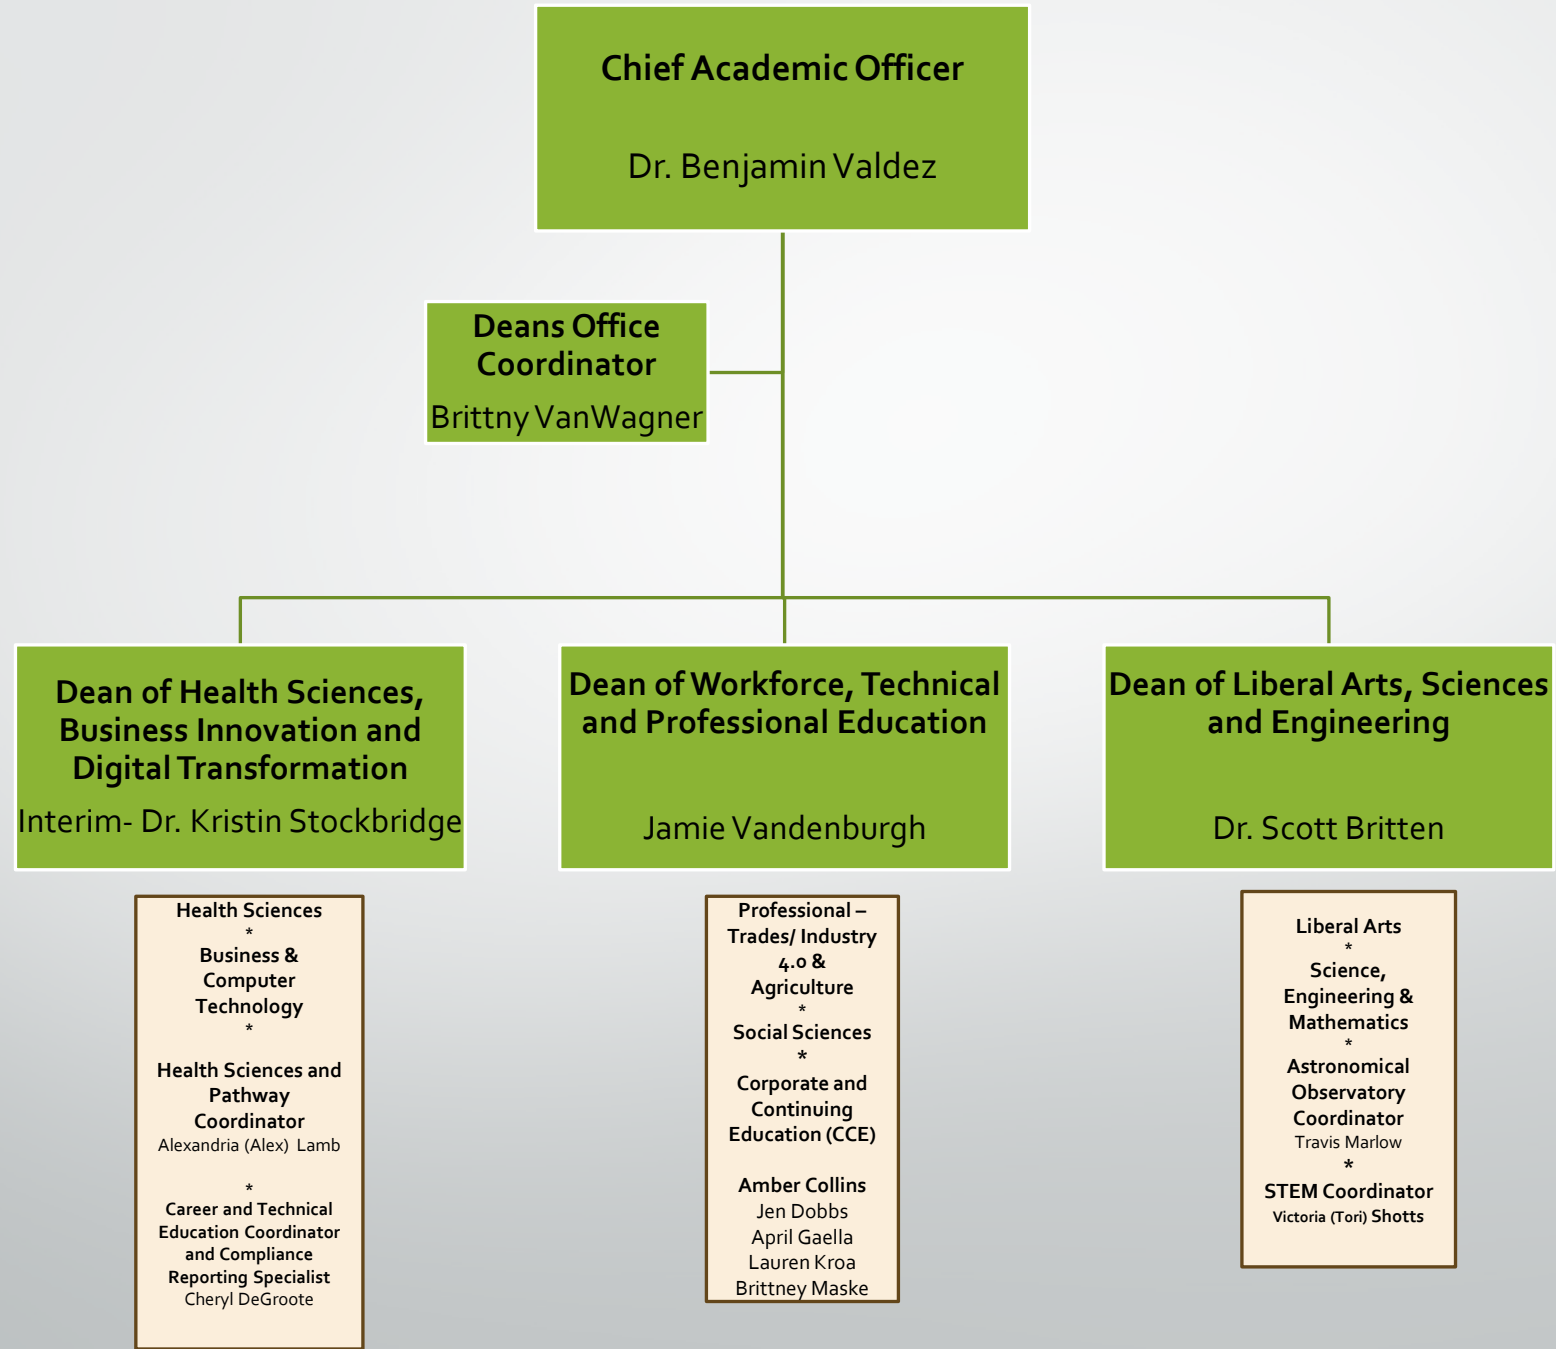 Chief Academic Officer
Dr. Benjamin Valdez
Deans Office
Coordinator
Brittny VanWagner
Dean of Health Sciences,
Business Innovation and
Digital Transformation
Interim- Dr. Kristin Stockbridge
Dean of Workforce, Technical
and Professional Education
Jamie Vandenburgh
Dean of Liberal Arts, Sciences
and Engineering
Dr. Scott Britten
Health Sciences
*
Business &
Computer
Technology
*
Health Sciences and
Pathway
Coordinator
Alexandria (Alex) Lamb
*
Career and Technical
Education Coordinator
and Compliance
Reporting Specialist
Cheryl DeGroote
Professional –
Trades/ Industry
4.0 &
Agriculture
*
Social Sciences
*
Corporate and
Continuing
Education (CCE)
Amber Collins
Jen Dobbs
April Gaella
Lauren Kroa
Brittney Maske
Liberal Arts
*
Science,
Engineering &
Mathematics
*
Astronomical
Observatory
Coordinator
Travis Marlow
*
STEM Coordinator
Victoria (Tori) Shotts